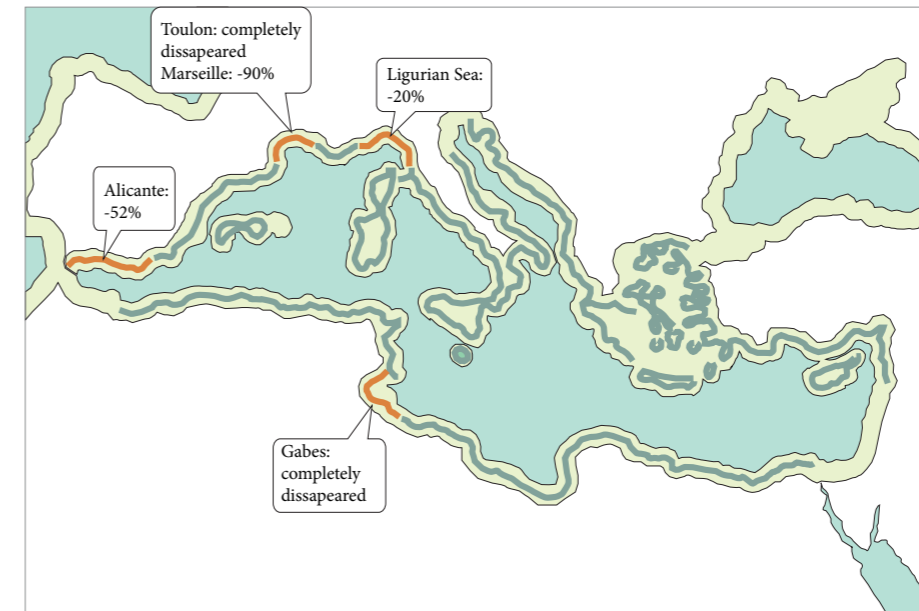 Toulon: completely
dissapeared
Marseille: -90%
Ligurian Sea:
-20%
Alicante:
-52%
Gabes:
completely
dissapeared